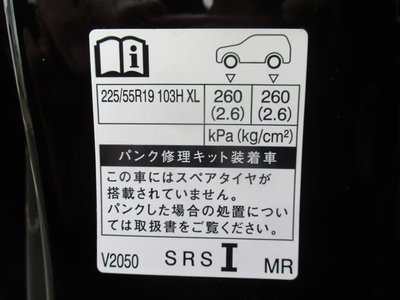 225/55R19 103H XL 260 260
(2.6) (2.6)
kPa(kg/cm²)
パンク修理キット装着車
この車にはスペアタイヤが
搭載されていません。
パンクした場合の処置につい
ては取扱書をご覧ください。
V2050 SRS I MR